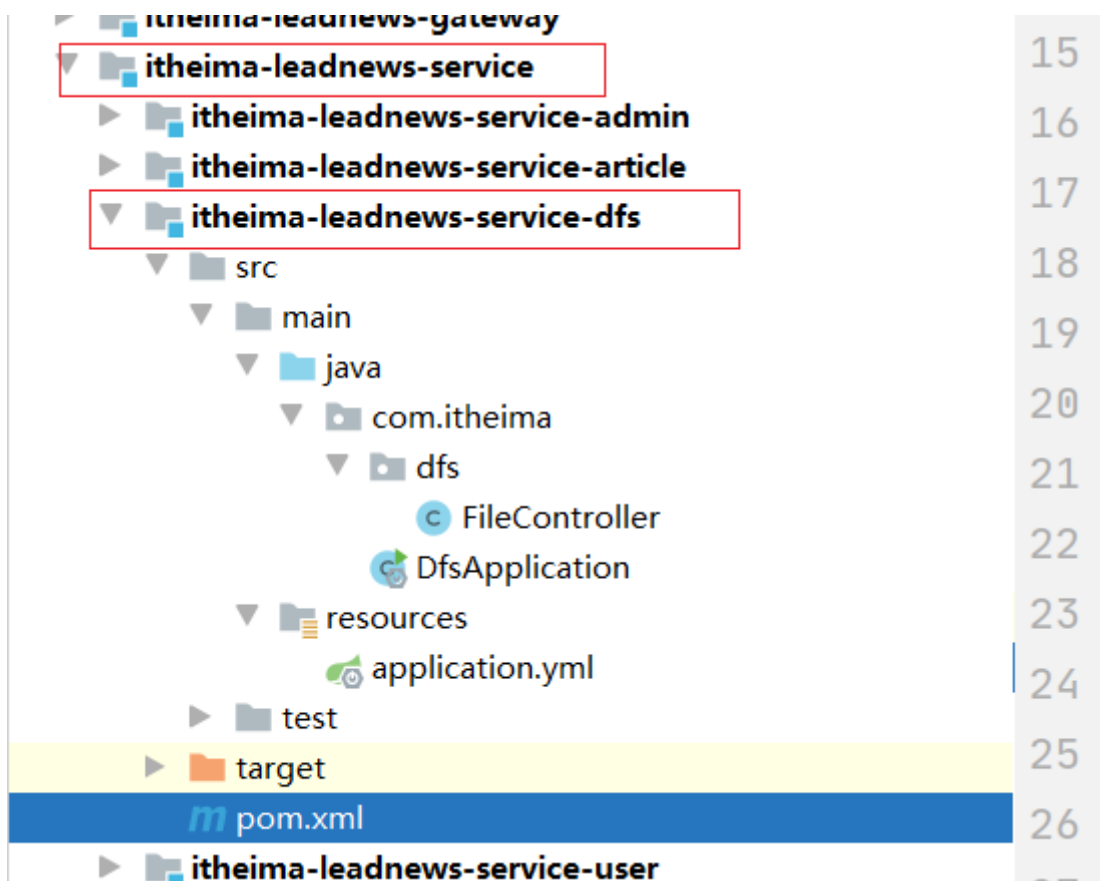 itheima-leadnews-gateway
itheima-leadnews-service
itheima-leadnews-service-admin
itheima-leadnews-service-article
itheima-leadnews-service-dfs
src
main
java
com.itheima
dfs
FileController
DfsApplication
resources
application.yml
test
target
pom.xml
itheima-leadnews-service-user
15
16
17
18
19
20
21
22
23
24
25
26